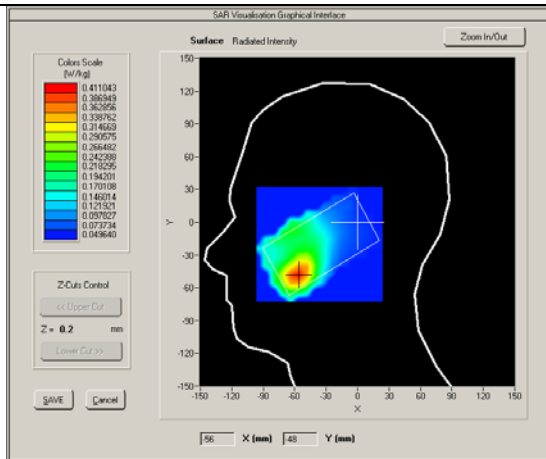 SAR Visualisation Graphical Interface
Surface Radiated Intensity
Zoom In/Out
Colors Scale
(W/kg)
0.411043
0.386949
0.362856
0.338762
0.314669
0.290575
0.266482
0.242388
0.218295
0.194201
0.170108
0.146014
0.121921
0.097827
0.073734
0.049640
Z-Cuts Control
<< Upper Cut
Z = 0.2 mm
Lower Cut >>
SAVE Cancel
150-
120-
90-
60-
30-
0-
-30-
-60-
-90-
-120-
-150-
Y
-150 -120 -90 -60 -30 0 30 60 90 120 150
X
-56 X (mm) -48 Y (mm)